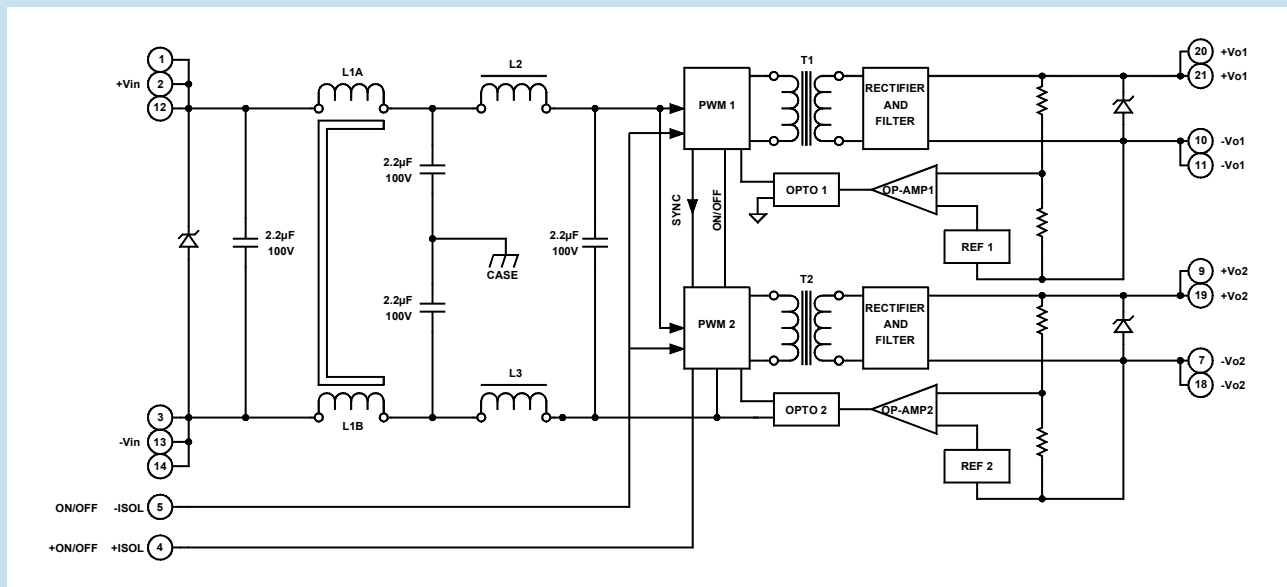 1
+Vin 2
12
L1A
L2
2.2µF
100V
2.2µF
100V
2.2µF
100V
2.2µF
100V
CASE
L1B
L3
3
-Vin 13
14
ON/OFF -ISOL 5
+ON/OFF +ISOL 4
PWM 1
T1
RECTIFIER
AND
FILTER
20 +Vo1
21 +Vo1
10 -Vo1
11 -Vo1
SYNC
ON/OFF
OPTO 1
OP-AMP1
REF 1
PWM 2
T2
RECTIFIER
AND
FILTER
9 +Vo2
19 +Vo2
7 -Vo2
18 -Vo2
OPTO 2
OP-AMP2
REF 2